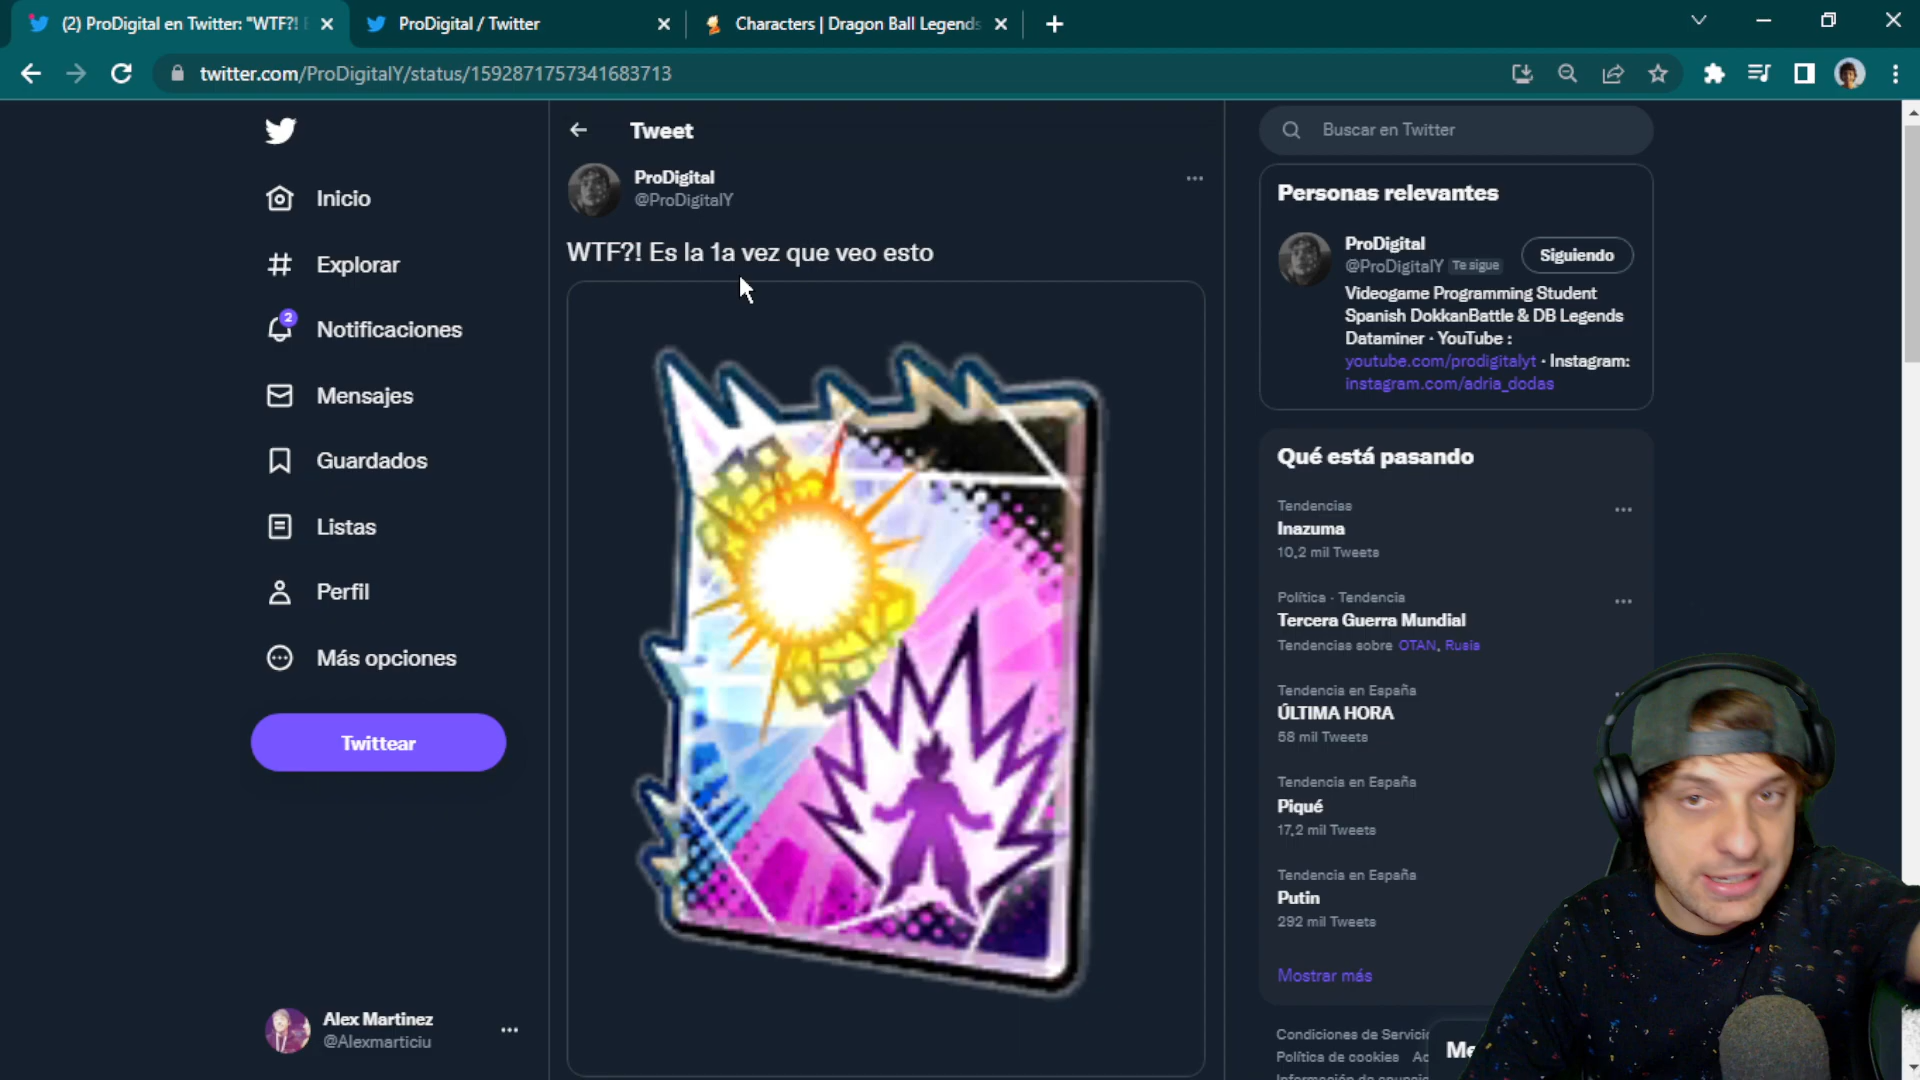 (2) ProDigital en Twitter: "WTF?!
ProDigital / Twitter
Characters | Dragon Ball Legends
twitter.com/ProDigitalY/status/1592871757341683713
Inicio
Explorar
2
Notificaciones
Mensajes
Guardados
Listas
Perfil
Más opciones
Twittear
Alex Martinez
@Alexmarticiu
Tweet
ProDigital
@ProDigitalY
WTF?! Es la 1a vez que veo esto
Buscar en Twitter
Personas relevantes
ProDigital
@ProDigitalY Te sigue
Siguiendo
Videogame Programming Student
Spanish DokkanBattle & DB Legends
Dataminer · YouTube :
youtube.com/prodigitalyt · Instagram:
instagram.com/adria_dodas
Qué está pasando
Tendencias
Inazuma
10,2 mil Tweets
Política · Tendencia
Tercera Guerra Mundial
Tendencias sobre OTAN, Rusia
Tendencia en España
ÚLTIMA HORA
58 mil Tweets
Tendencia en España
Piqué
17,2 mil Tweets
Tendencia en España
Putin
292 mil Tweets
Mostrar más
Condiciones de Servici
Política de cookies